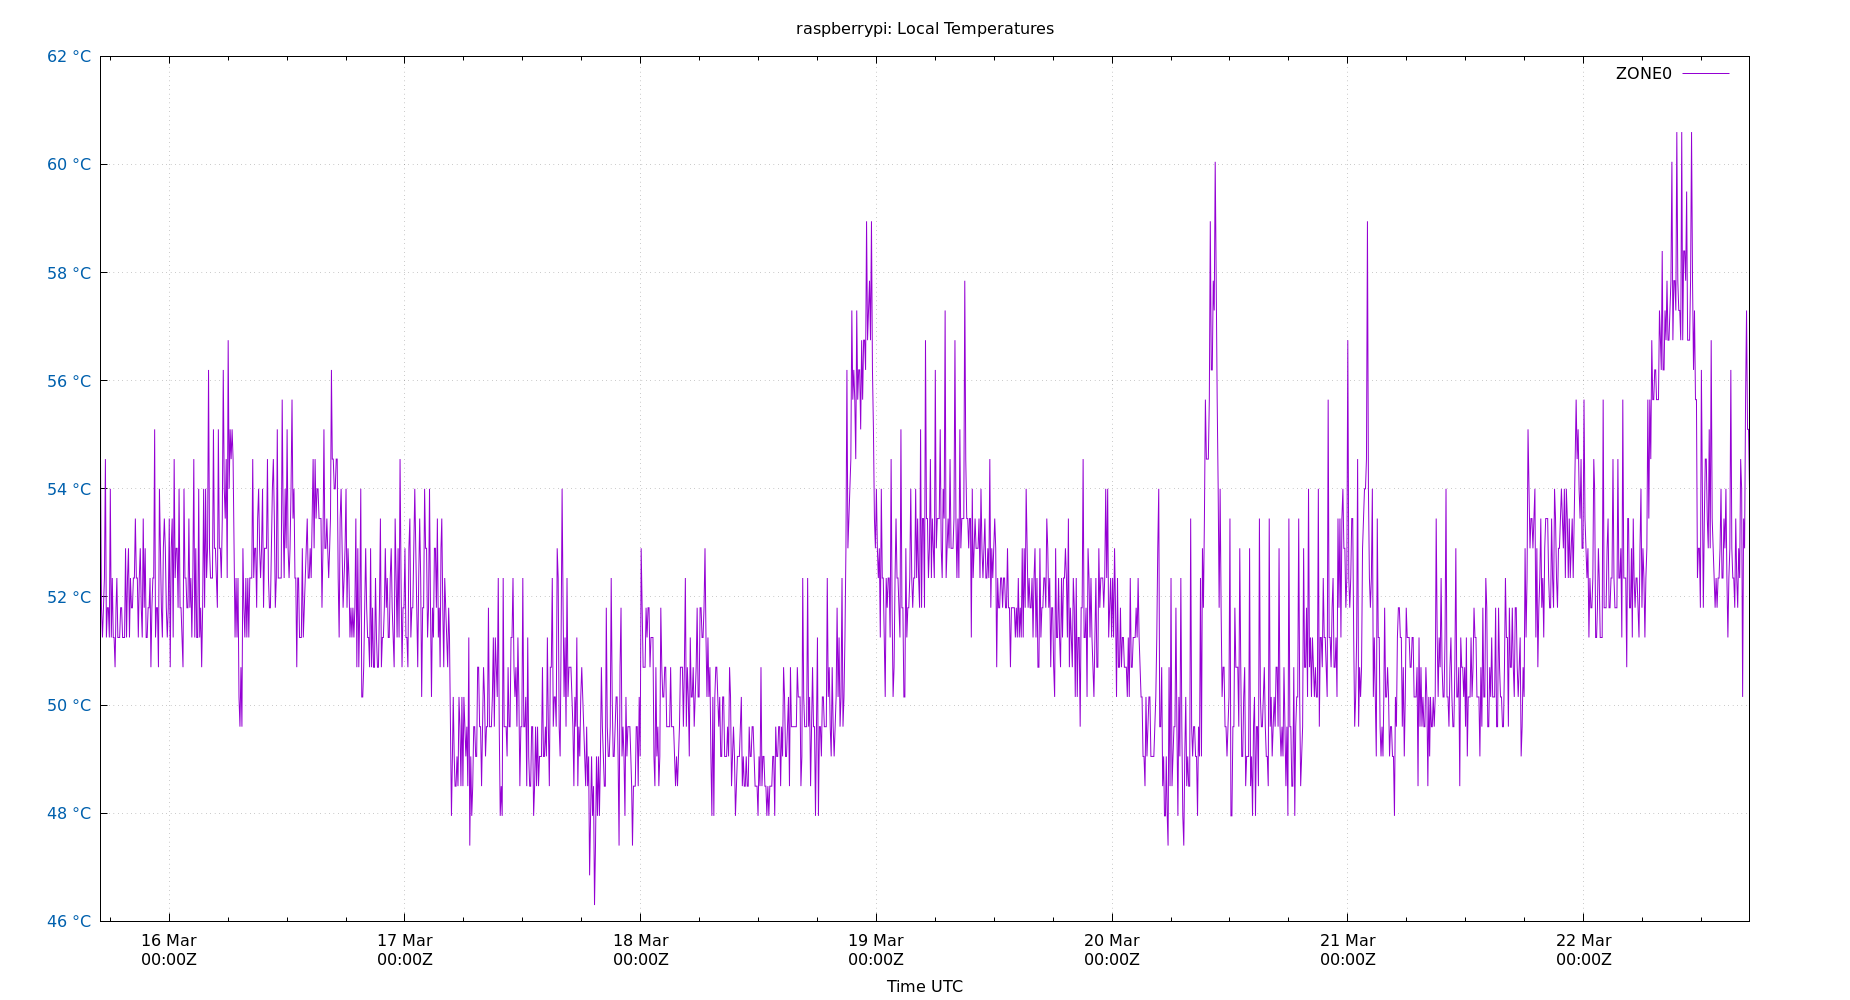 raspberrypi: Local Temperatures
62 °C
ZONE0
60 °C
58 °C
56 °C
54 °C
52 °C
50 °C
48 °C
46 °C
16 Mar 17 Mar 18 Mar 19 Mar 20 Mar 21 Mar 22 Mar
00:00Z 00:00Z 00:00Z 00:00Z 00:00Z 00:00Z 00:00Z
Time UTC